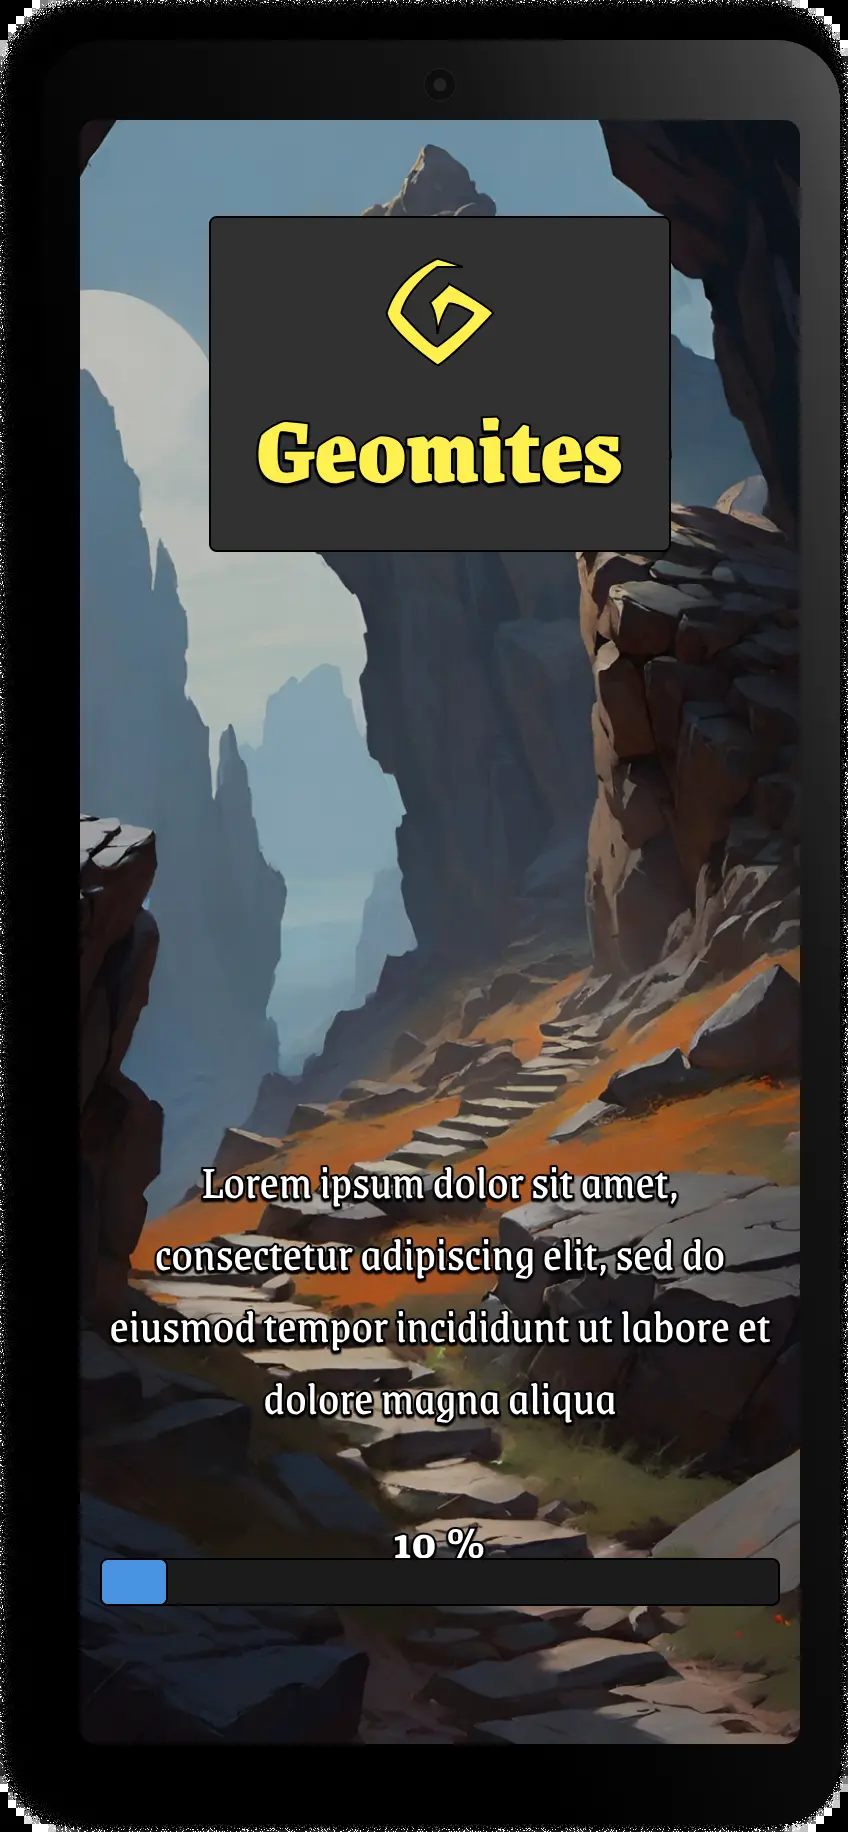 Geomites
Lorem ipsum dolor sit amet,
consectetur adipiscing elit, sed do
eiusmod tempor incididunt ut labore et
dolore magna aliqua
10 %